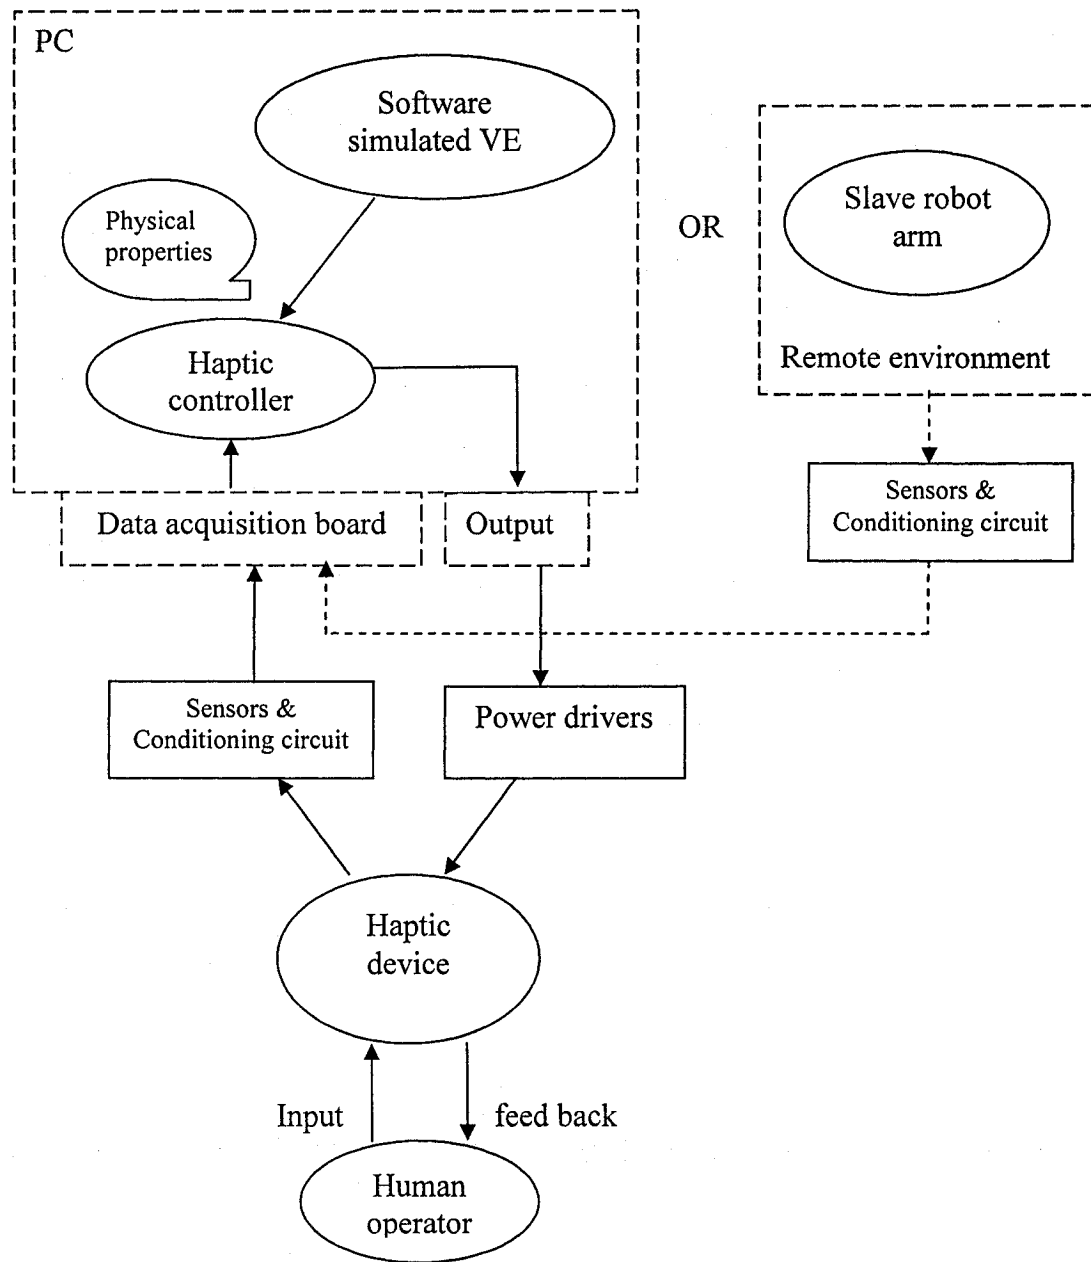 PC
Software
simulated VE
Physical
properties
OR
Slave robot
arm
Haptic
controller
Remote environment
Data acquisition board
Output
Sensors &
Conditioning circuit
Sensors &
Conditioning circuit
Power drivers
Haptic
device
Input
feed back
Human
operator